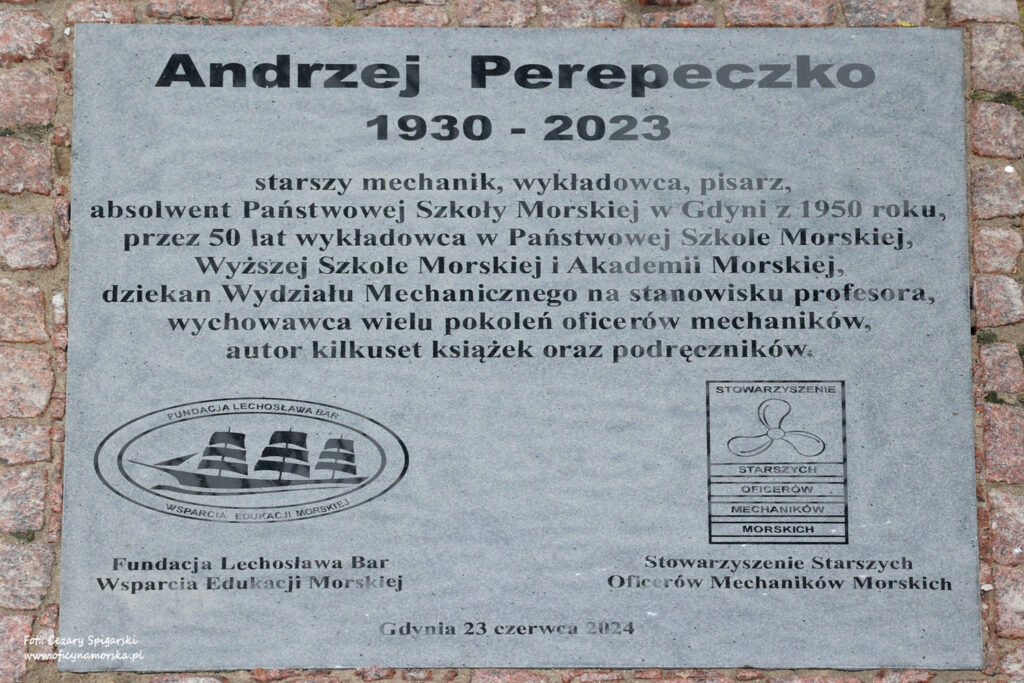 Andrzej Perepeczko
1930 - 2023
starszy mechanik, wykładowca, pisarz,
absolwent Państwowej Szkoły Morskiej w Gdyni z 1950 roku,
przez 50 lat wykładowca w Państwowej Szkole Morskiej,
Wyższej Szkole Morskiej i Akademii Morskiej,
dziekan Wydziału Mechanicznego na stanowisku profesora,
wychowawca wielu pokoleń oficerów mechaników,
autor kilkuset książek oraz podręczników.
FUNDACJA LECHOSŁAWA BAR
WSPARCIA EDUKACJI MORSKIEJ
Fundacja Lechosława Bar
Wsparcia Edukacji Morskiej
STOWARZYSZENIE
STARSZYCH
OFICERÓW
MECHANIKÓW
MORSKICH
Stowarzyszenie Starszych
Oficerów Mechaników Morskich
Gdynia 23 czerwca 2024
Fot: Cezary Spigarski
www.oficynamorska.pl